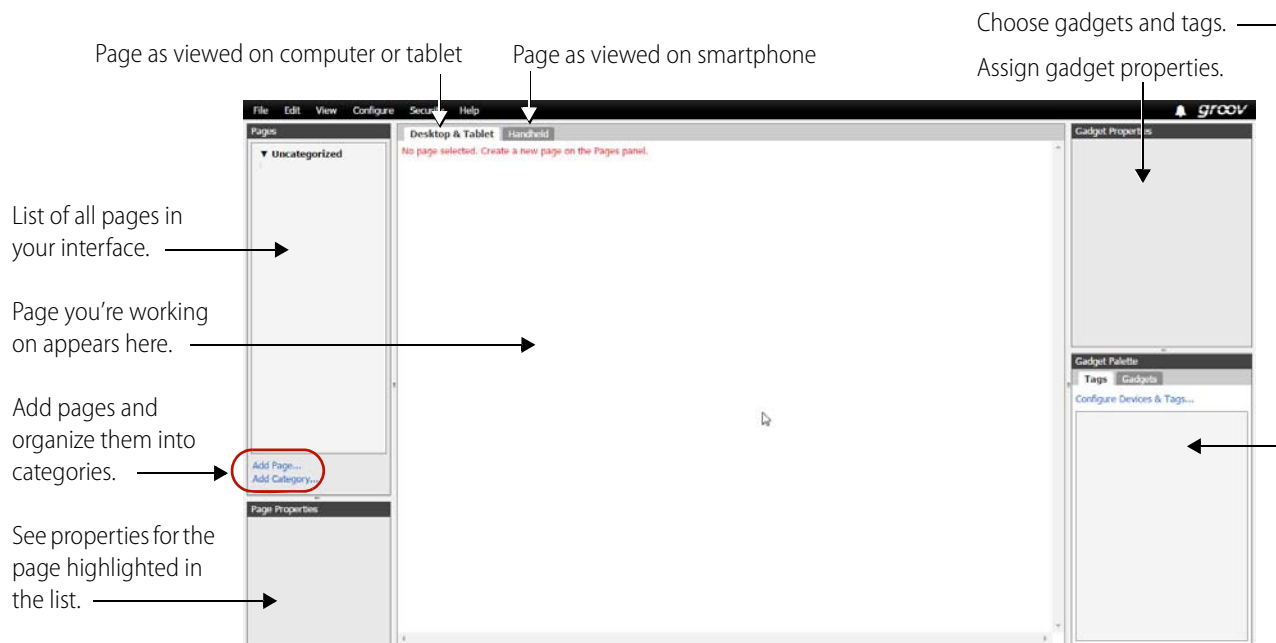 Choose gadgets and tags.
Page as viewed on computer or tablet
Page as viewed on smartphone
Assign gadget properties.
File Edit View Configure Security Help
groov
Pages
Desktop & Tablet Handheld
Gadget Properties
Uncategorized
No page selected. Create a new page on the Pages panel.
List of all pages in
your interface.
Page you're working
on appears here.
Gadget Palette
Tags Gadgets
Configure Devices & Tags...
Add pages and
organize them into
categories.
Add Page...
Add Category...
Page Properties
See properties for the
page highlighted in
the list.